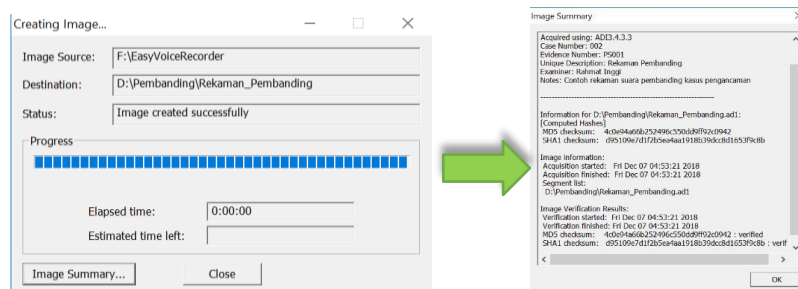 Creating Image...
Image Source: F:\EasyVoiceRecorder
Destination: D:\Pembanding\Rekaman_Pembanding
Status: Image created successfully
Progress
Elapsed time: 0:00:00
Estimated time left:
Image Summary...
Close
Image Summary
Acquired using: ADI3.4.3.3
Case Number: 002
Evidence Number: PS001
Unique Description: Rekaman Pembanding
Examiner: Rahmat Inggi
Notes: Contoh rekaman suara pembanding kasus pengancaman
--------------------------------------------------------------
Information for D:\Pembanding\Rekaman_Pembanding.ad1:
[Computed Hashes]
MD5 checksum: 4c0e94a66b252496c550dd9ff92c0942
SHA1 checksum: d95109e7d1f2b5ea4aa1918b39dcc8d1653f9c8b
Image Information:
Acquisition started: Fri Dec 07 04:53:21 2018
Acquisition finished: Fri Dec 07 04:53:21 2018
Segment list:
D:\Pembanding\Rekaman_Pembanding.ad1
Image Verification Results:
Verification started: Fri Dec 07 04:53:21 2018
Verification finished: Fri Dec 07 04:53:21 2018
MD5 checksum: 4c0e94a66b252496c550dd9ff92c0942 : verified
SHA1 checksum: d95109e7d1f2b5ea4aa1918b39dcc8d1653f9c8b : verif
OK